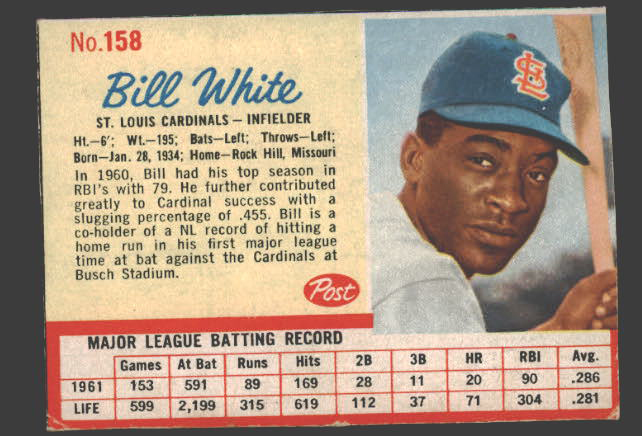 No.158
Bill White
ST. LOUIS CARDINALS – INFIELDER
Ht.–6'; Wt.–195; Bats–Left; Throws–Left;
Born–Jan. 28, 1934; Home–Rock Hill, Missouri
In 1960, Bill had his top season in
RBI's with 79. He further contributed
greatly to Cardinal success with a
slugging percentage of .455. Bill is a
co-holder of a NL record of hitting a
home run in his first major league
time at bat against the Cardinals at
Busch Stadium.
Post
StL
MAJOR LEAGUE BATTING RECORD
Games At Bat Runs Hits 2B 3B HR RBI Avg.
1961 153 591 89 169 28 11 20 90 .286
LIFE 599 2,199 315 619 112 37 71 304 .281